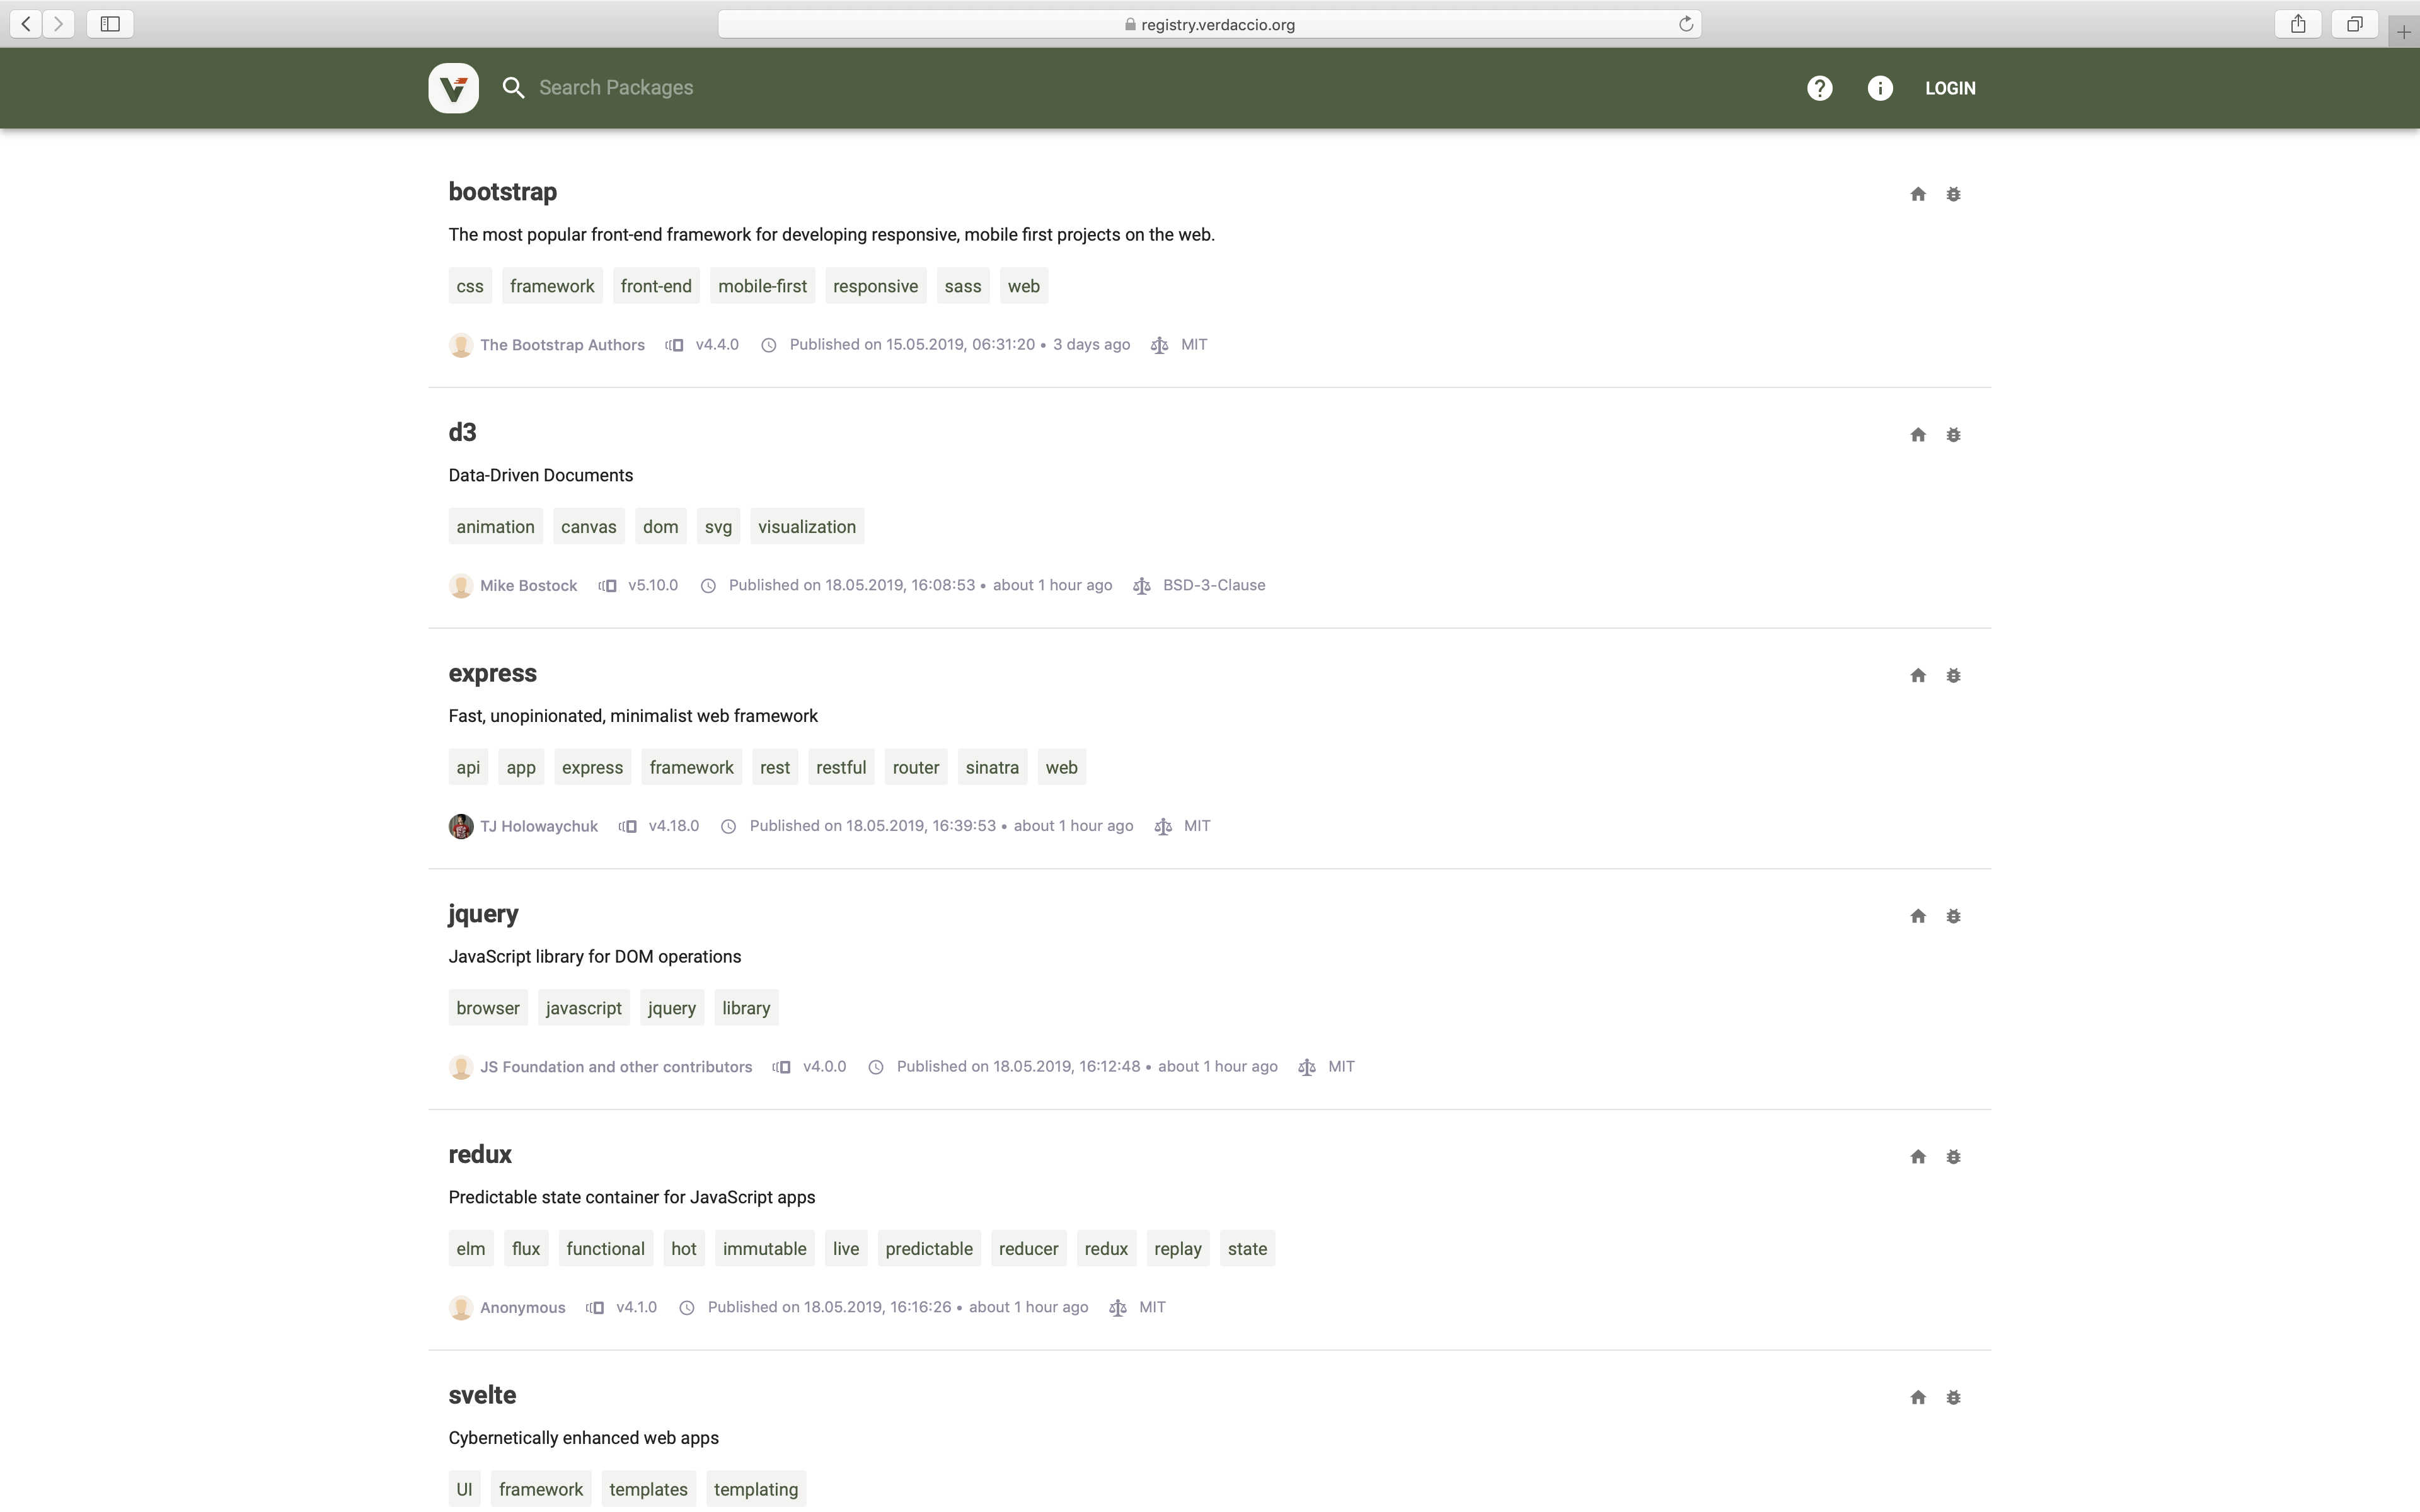 registry.verdaccio.org
Search Packages
LOGIN
bootstrap
The most popular front-end framework for developing responsive, mobile first projects on the web.
css framework front-end mobile-first responsive sass web
The Bootstrap Authors v4.4.0 Published on 15.05.2019, 06:31:20 • 3 days ago MIT
d3
Data-Driven Documents
animation canvas dom svg visualization
Mike Bostock v5.10.0 Published on 18.05.2019, 16:08:53 • about 1 hour ago BSD-3-Clause
express
Fast, unopinionated, minimalist web framework
api app express framework rest restful router sinatra web
TJ Holowaychuk v4.18.0 Published on 18.05.2019, 16:39:53 • about 1 hour ago MIT
jquery
JavaScript library for DOM operations
browser javascript jquery library
JS Foundation and other contributors v4.0.0 Published on 18.05.2019, 16:12:48 • about 1 hour ago MIT
redux
Predictable state container for JavaScript apps
elm flux functional hot immutable live predictable reducer redux replay state
Anonymous v4.1.0 Published on 18.05.2019, 16:16:26 • about 1 hour ago MIT
svelte
Cybernetically enhanced web apps
UI framework templates templating